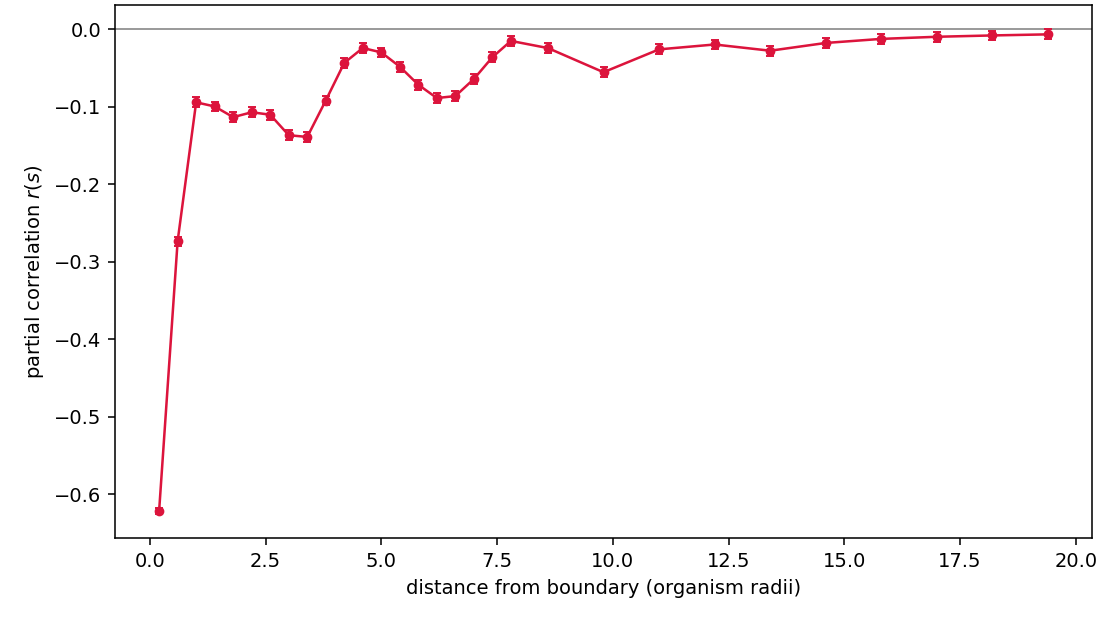 0.0
−0.1
−0.2
−0.3
−0.4
−0.5
−0.6
partial correlation r(s)
0.0 2.5 5.0 7.5 10.0 12.5 15.0 17.5 20.0
distance from boundary (organism radii)